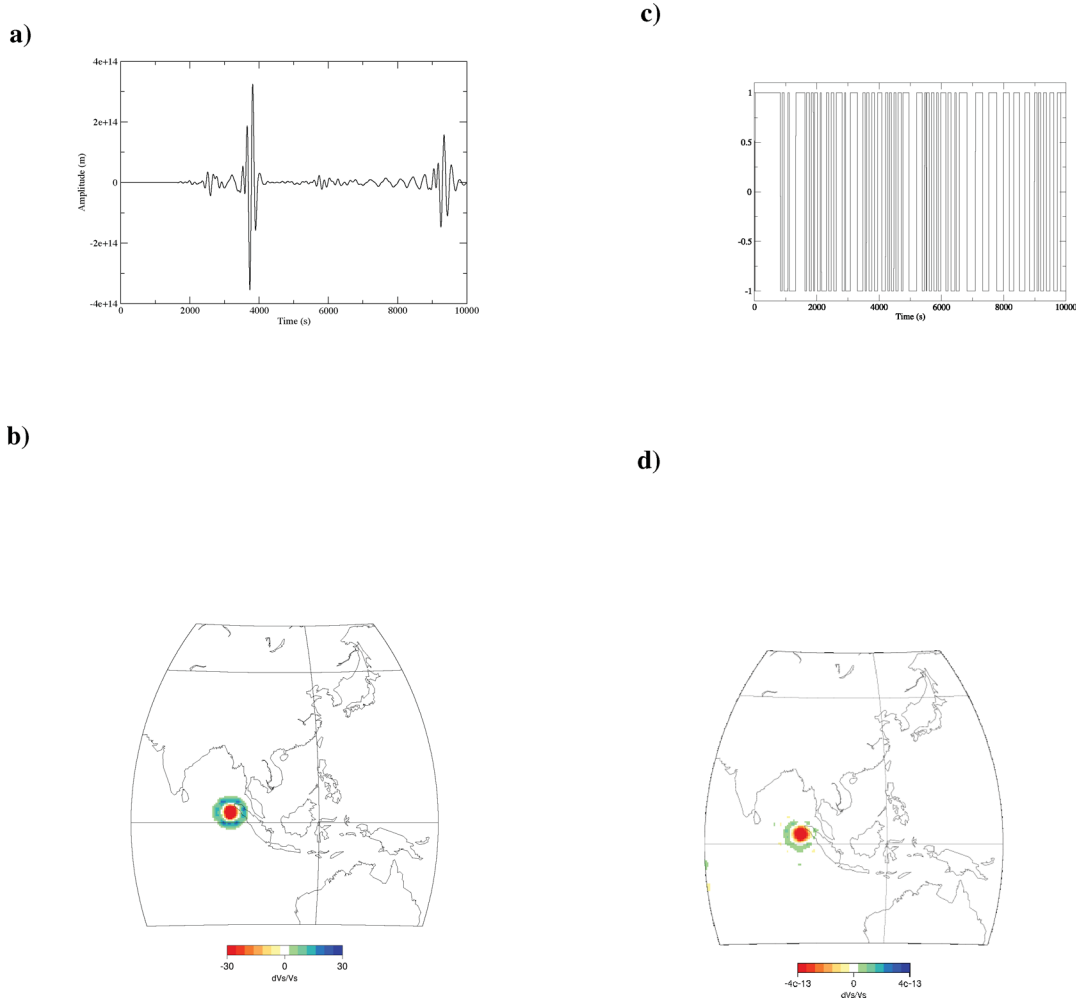 a)
4e+14
2e+14
0
-2e+14
-4e+14
Amplitude (m)
0 2000 4000 6000 8000 10000
Time (s)
c)
1
0.5
0
-0.5
-1
0 2000 4000 6000 8000 10000
Time (s)
b)
-30 0 30
dVs/Vs
d)
-4e-13 0 4e-13
dVs/Vs